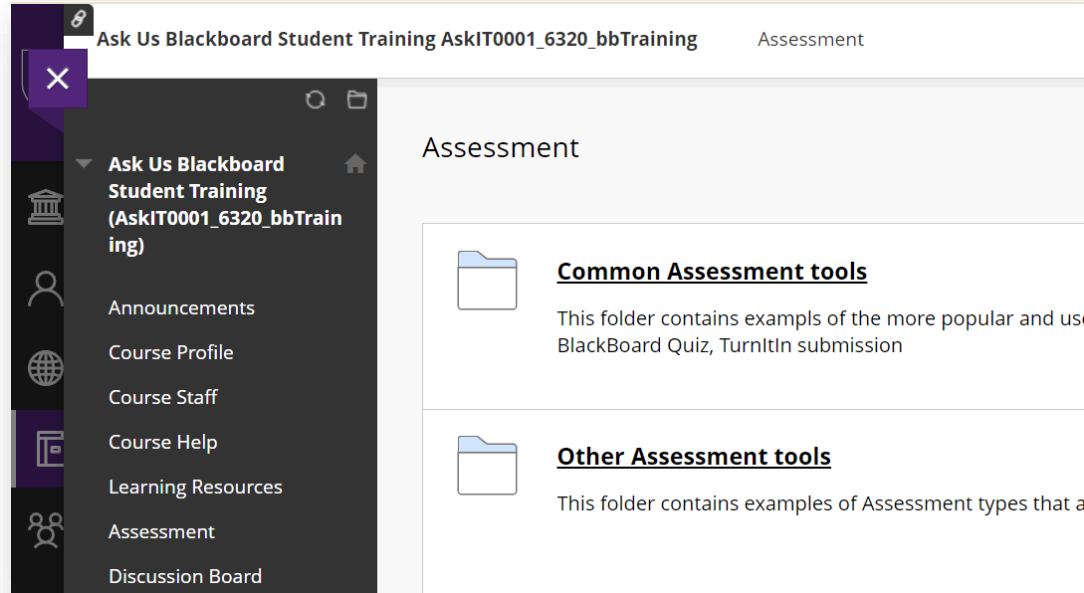 Ask Us Blackboard Student Training AskIT0001_6320_bbTraining Assessment
Ask Us Blackboard
Student Training
(AskIT0001_6320_bbTrain
ing)
Announcements
Course Profile
Course Staff
Course Help
Learning Resources
Assessment
Discussion Board
Assessment
Common Assessment tools
This folder contains exampls of the more popular and
BlackBoard Quiz, TurnItIn submission
Other Assessment tools
This folder contains examples of Assessment types that